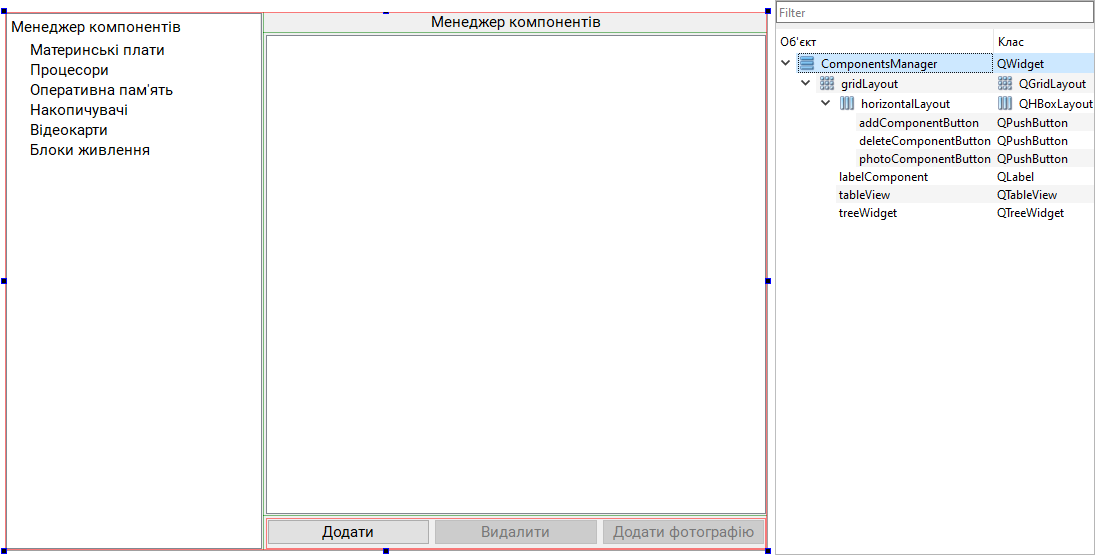 Менеджер компонентів
Материнські плати
Процесори
Оперативна пам'ять
Накопичувачі
Відеокарти
Блоки живлення
Менеджер компонентів
Додати
Видалити
Додати фотографію
Filter
Об'єкт Клас
ComponentsManager QWidget
gridLayout QGridLayout
horizontalLayout QHBoxLayout
addComponentButton QPushButton
deleteComponentButton QPushButton
photoComponentButton QPushButton
labelComponent QLabel
tableView QTableView
treeWidget QTreeWidget